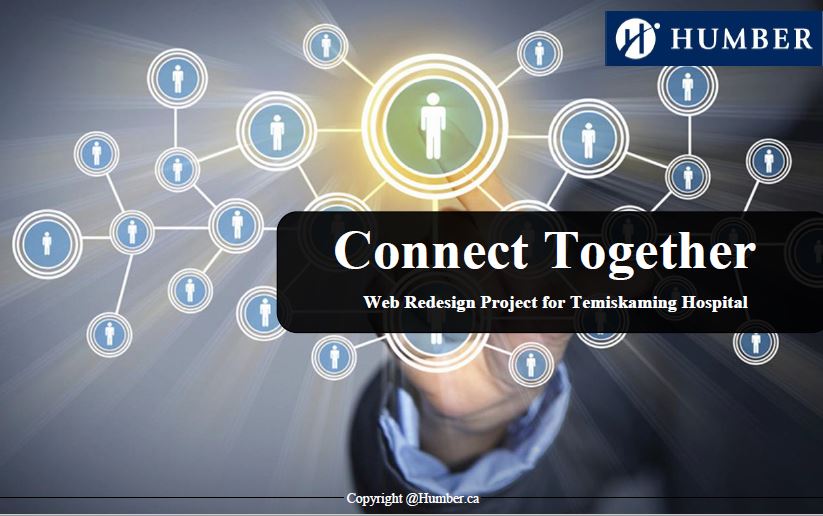 HUMBER
Connect Together
Web Redesign Project for Temiskaming Hospital
Copyright @Humber.ca